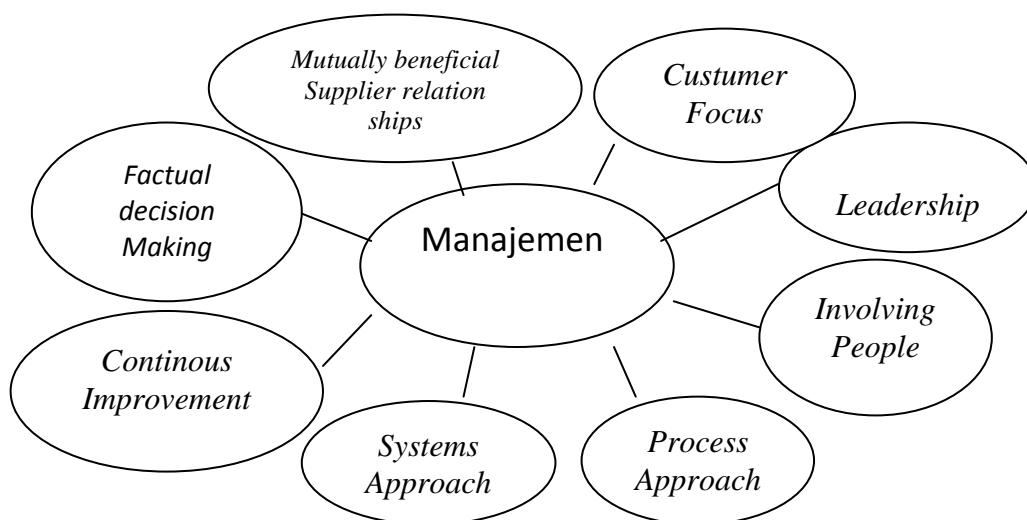 Mutually beneficial
Supplier relation
ships
Custumer
Focus
Factual
decision
Making
Manajemen
Leadership
Involving
People
Continous
Improvement
Systems
Approach
Process
Approach